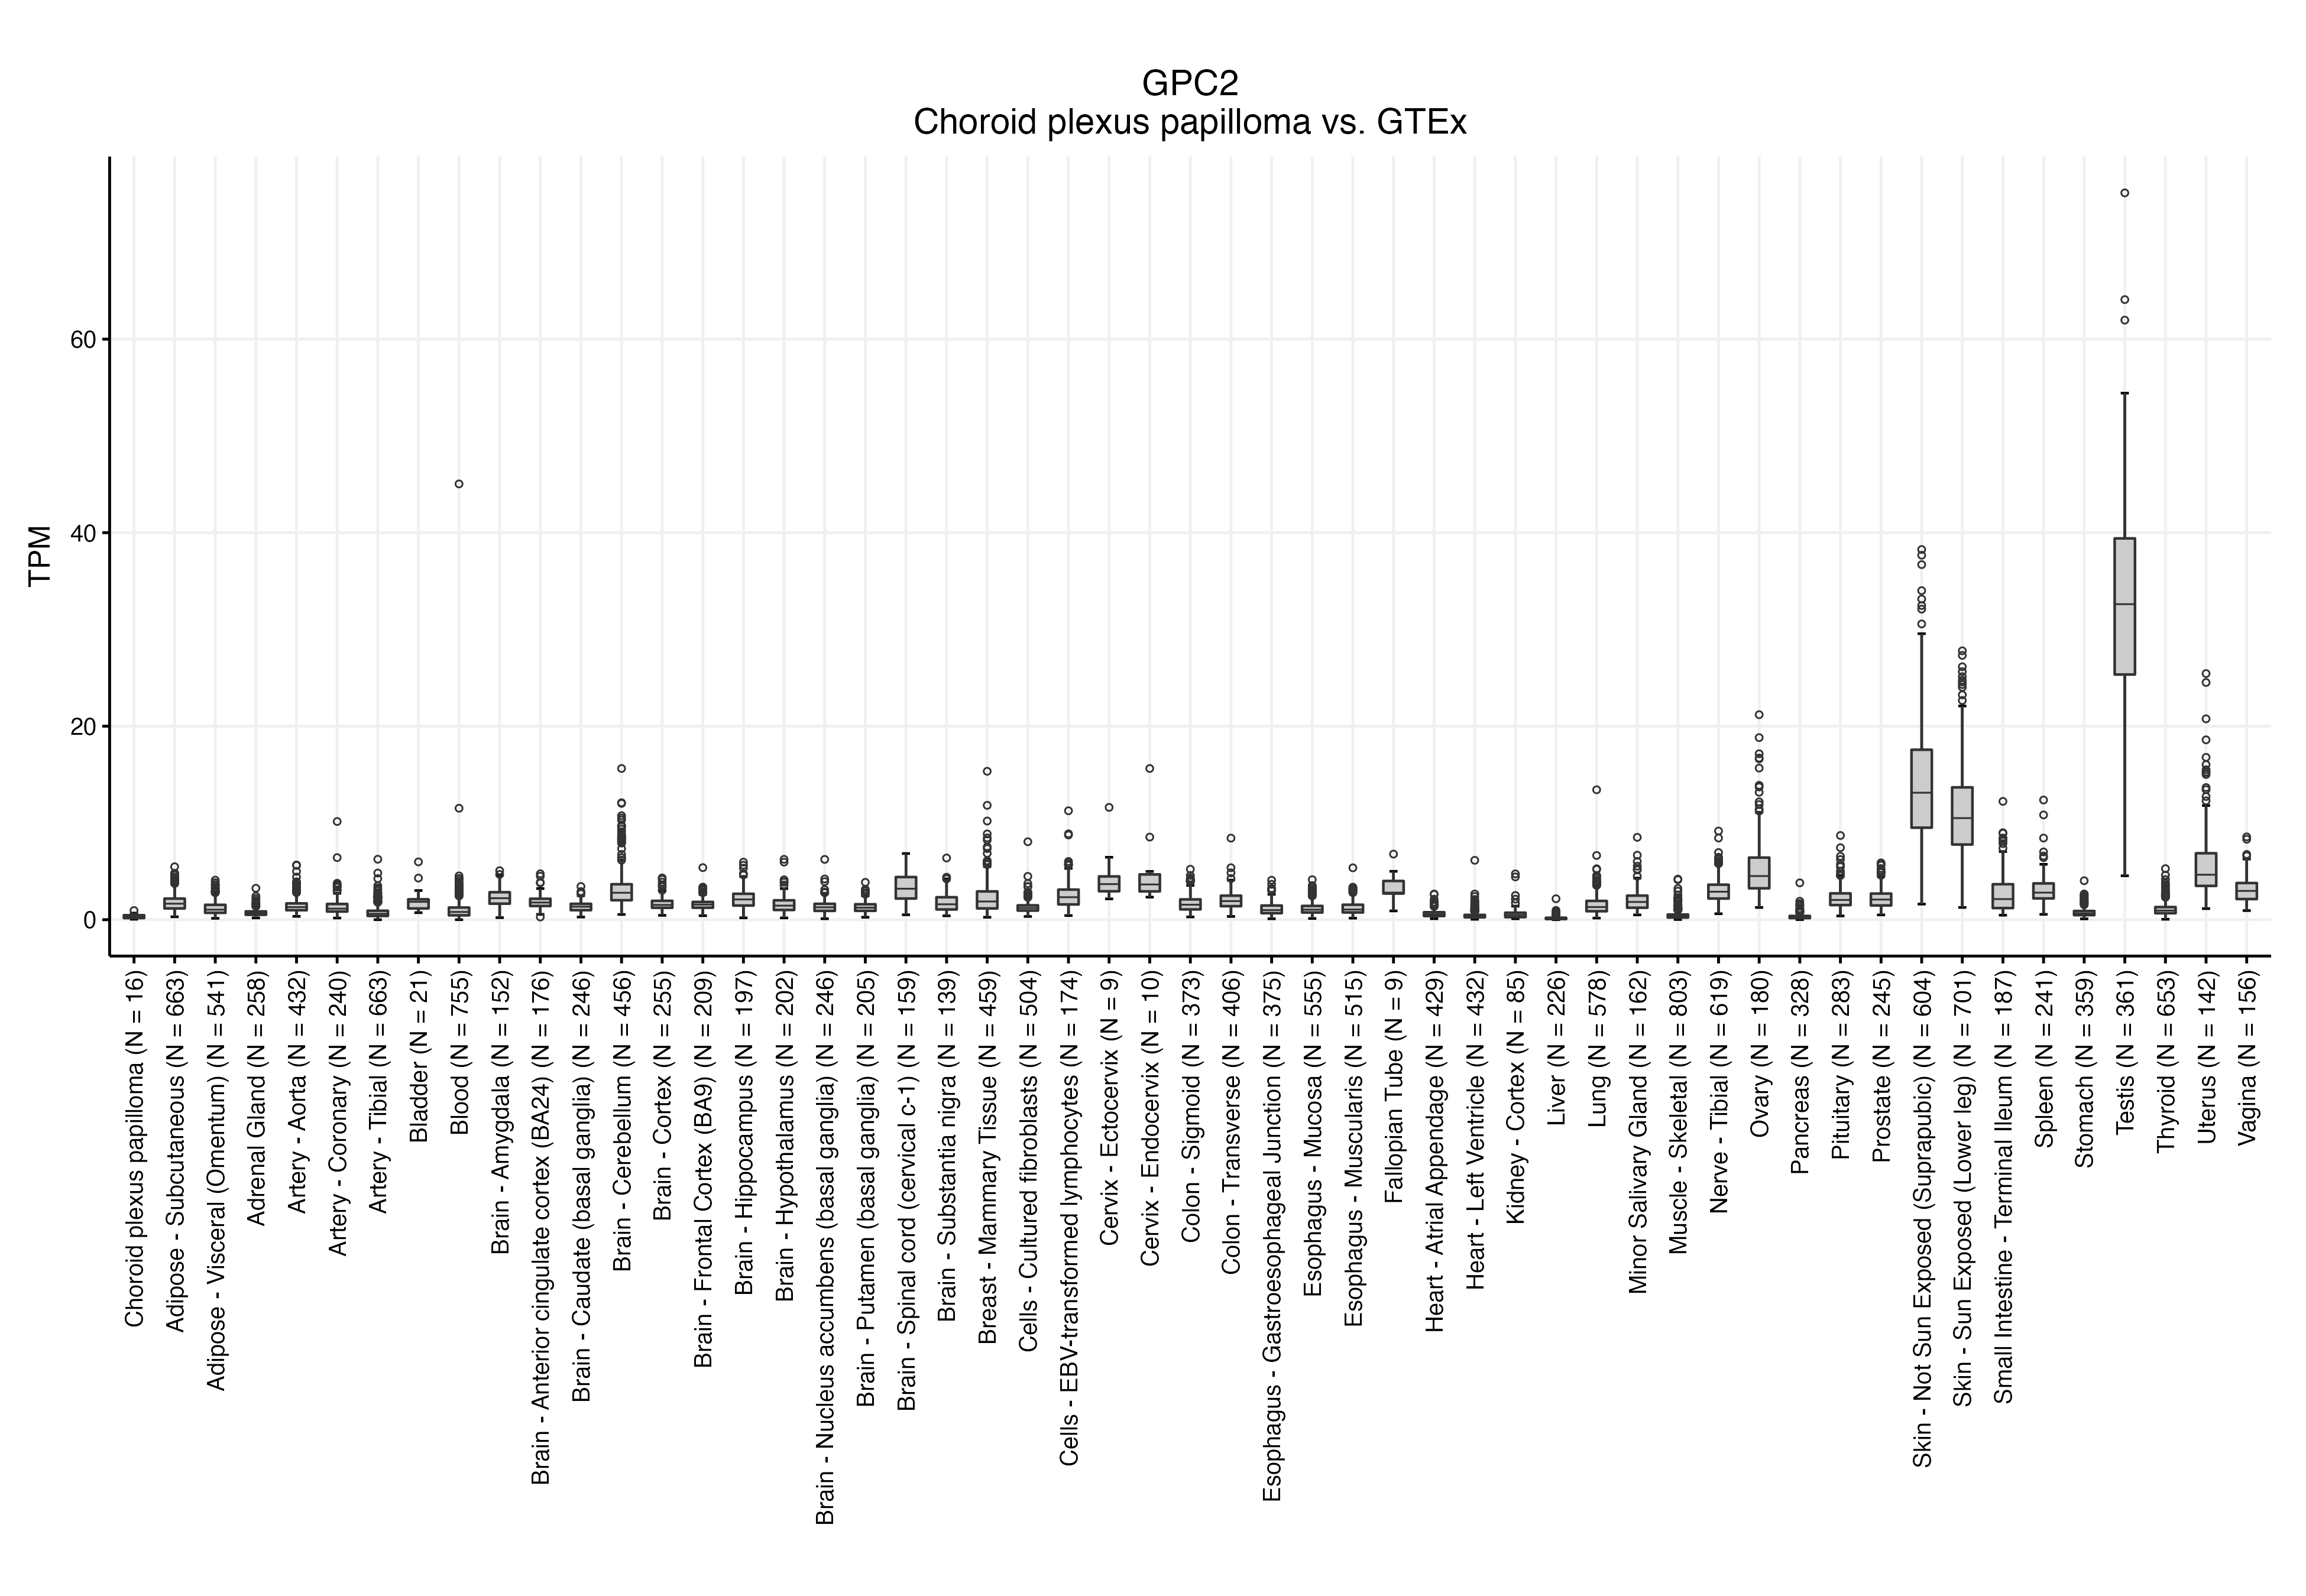 GPC2
Choroid plexus papilloma vs. GTEx
TPM
60
40
20
0
Choroid plexus papilloma (N = 16)
Adipose - Subcutaneous (N = 663)
Adipose - Visceral (Omentum) (N = 541)
Adrenal Gland (N = 258)
Artery - Aorta (N = 432)
Artery - Coronary (N = 240)
Artery - Tibial (N = 663)
Bladder (N = 21)
Blood (N = 755)
Brain - Amygdala (N = 152)
Brain - Anterior cingulate cortex (BA24) (N = 176)
Brain - Caudate (basal ganglia) (N = 246)
Brain - Cerebellum (N = 456)
Brain - Cortex (N = 255)
Brain - Frontal Cortex (BA9) (N = 209)
Brain - Hippocampus (N = 197)
Brain - Hypothalamus (N = 202)
Brain - Nucleus accumbens (basal ganglia) (N = 246)
Brain - Putamen (basal ganglia) (N = 205)
Brain - Spinal cord (cervical c-1) (N = 159)
Brain - Substantia nigra (N = 139)
Breast - Mammary Tissue (N = 459)
Cells - Cultured fibroblasts (N = 504)
Cells - EBV-transformed lymphocytes (N = 174)
Cervix - Ectocervix (N = 9)
Cervix - Endocervix (N = 10)
Colon - Sigmoid (N = 373)
Colon - Transverse (N = 406)
Esophagus - Gastroesophageal Junction (N = 375)
Esophagus - Mucosa (N = 555)
Esophagus - Muscularis (N = 515)
Fallopian Tube (N = 9)
Heart - Atrial Appendage (N = 429)
Heart - Left Ventricle (N = 432)
Kidney - Cortex (N = 85)
Liver (N = 226)
Lung (N = 578)
Minor Salivary Gland (N = 162)
Muscle - Skeletal (N = 803)
Nerve - Tibial (N = 619)
Ovary (N = 180)
Pancreas (N = 328)
Pituitary (N = 283)
Prostate (N = 245)
Skin - Not Sun Exposed (Suprapubic) (N = 604)
Skin - Sun Exposed (Lower leg) (N = 701)
Small Intestine - Terminal Ileum (N = 187)
Spleen (N = 241)
Stomach (N = 359)
Testis (N = 361)
Thyroid (N = 653)
Uterus (N = 142)
Vagina (N = 156)